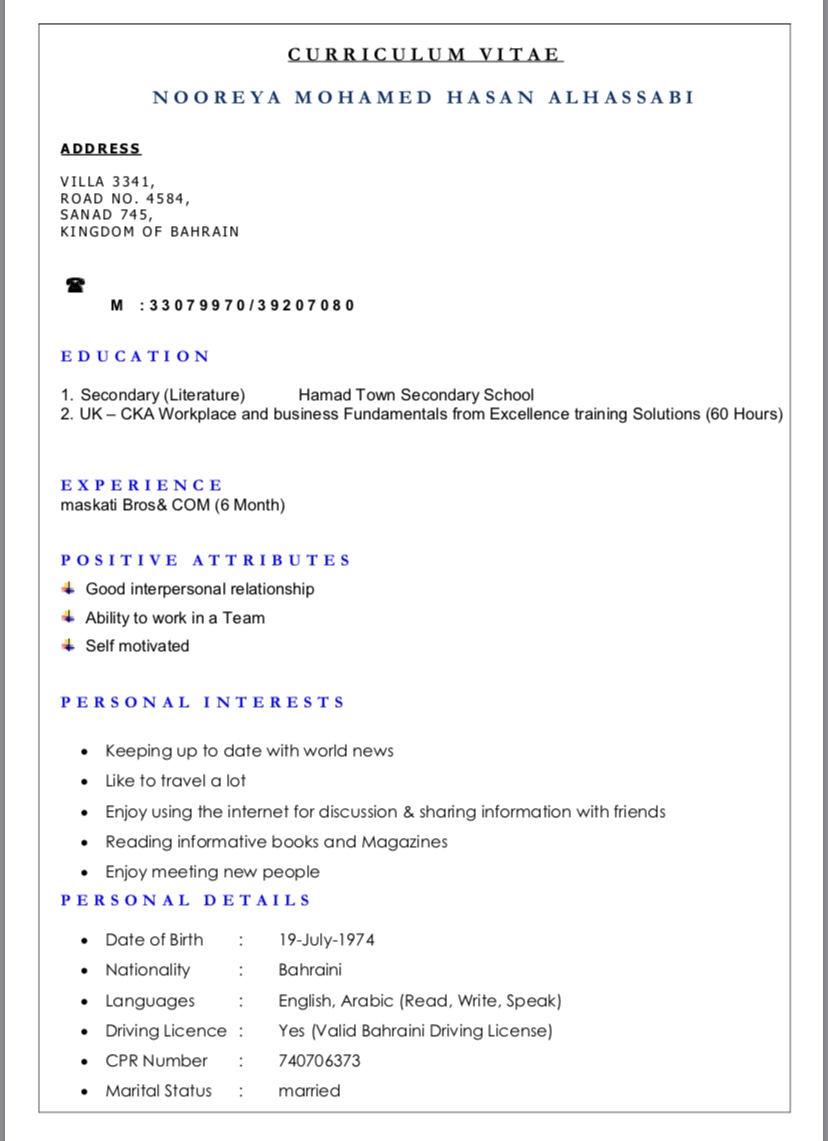 CURRICULUM VITAE
NOOREYA MOHAMED HASAN ALHASSABI
ADDRESS
VILLA 3341,
ROAD NO. 4584,
SANAD 745,
KINGDOM OF BAHRAIN
M :33079970/39207080
EDUCATION
1. Secondary (Literature) Hamad Town Secondary School
2. UK – CKA Workplace and business Fundamentals from Excellence training Solutions (60 Hours)
EXPERIENCE
maskati Bros& COM (6 Month)
POSITIVE ATTRIBUTES
Good interpersonal relationship
Ability to work in a Team
Self motivated
PERSONAL INTERESTS
• Keeping up to date with world news
• Like to travel a lot
• Enjoy using the internet for discussion & sharing information with friends
• Reading informative books and Magazines
• Enjoy meeting new people
PERSONAL DETAILS
• Date of Birth : 19-July-1974
• Nationality : Bahraini
• Languages : English, Arabic (Read, Write, Speak)
• Driving Licence : Yes (Valid Bahraini Driving License)
• CPR Number : 740706373
• Marital Status : married